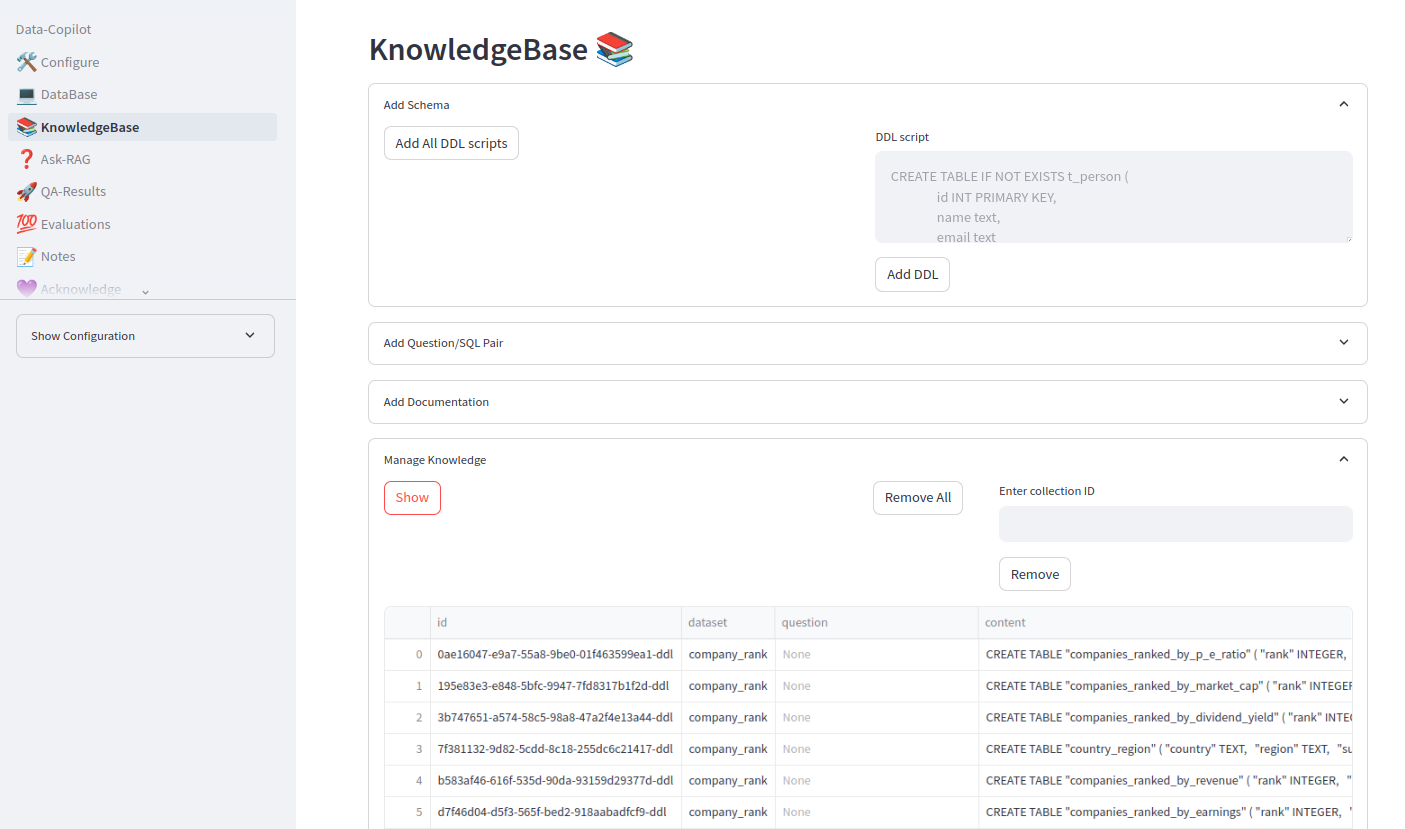 Data-Copilot
Configure
DataBase
KnowledgeBase
Ask-RAG
QA-Results
100 Evaluations
Notes
Acknowledge
Show Configuration
KnowledgeBase
Add Schema
Add All DDL scripts
DDL script
CREATE TABLE IF NOT EXISTS t_person (
id INT PRIMARY KEY,
name text,
email text
Add DDL
Add Question/SQL Pair
Add Documentation
Manage Knowledge
Show
Remove All
Enter collection ID
Remove
id dataset question content
0 0ae16047-e9a7-55a8-9be0-01f463599ea1-ddl company_rank None CREATE TABLE "companies_ranked_by_p_e_ratio" ( "rank" INTEGER,
1 195e83e3-e848-5bfc-9947-7fd8317b1f2d-ddl company_rank None CREATE TABLE "companies_ranked_by_market_cap" ( "rank" INTEGER
2 3b747651-a574-58c5-98a8-47a2f4e13a44-ddl company_rank None CREATE TABLE "companies_ranked_by_dividend_yield" ( "rank" INTEG
3 7f381132-9d82-5cdd-8c18-255dc6c21417-ddl company_rank None CREATE TABLE "country_region" ( "country" TEXT, "region" TEXT, "su
4 b583af46-616f-535d-90da-93159d29377d-ddl company_rank None CREATE TABLE "companies_ranked_by_revenue" ( "rank" INTEGER, "
5 d7f46d04-d5f3-565f-bed2-918aabadfcf9-ddl company_rank None CREATE TABLE "companies_ranked_by_earnings" ( "rank" INTEGER, "